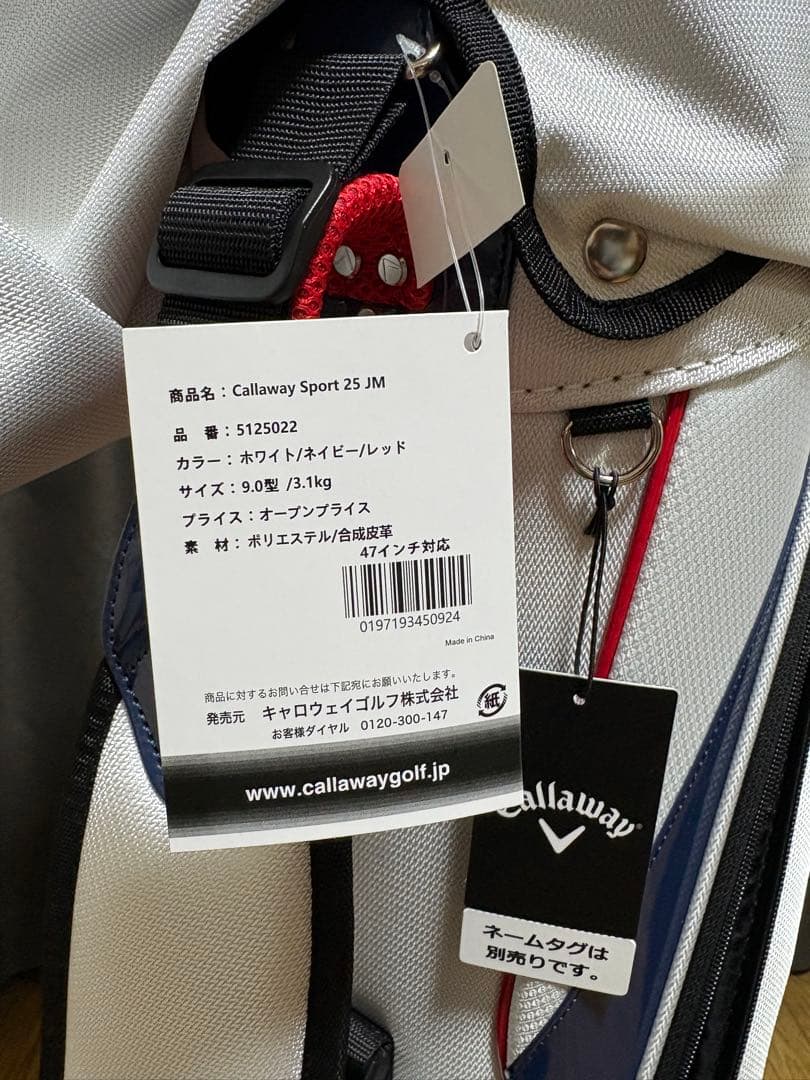 商品名：Callaway Sport 25 JM
品　番：5125022
カラー：ホワイト/ネイビー/レッド
サイズ：9.0型 /3.1kg
プライス：オープンプライス
素　材：ポリエステル/合成皮革
47インチ対応
0197193450924
Made in China
商品に対するお問い合せは下記宛にお願いいたします。
発売元　キャロウェイゴルフ株式会社
お客様ダイヤル　0120-300-147
紙
www.callawaygolf.jp
Callaway
ネームタグは
別売りです。